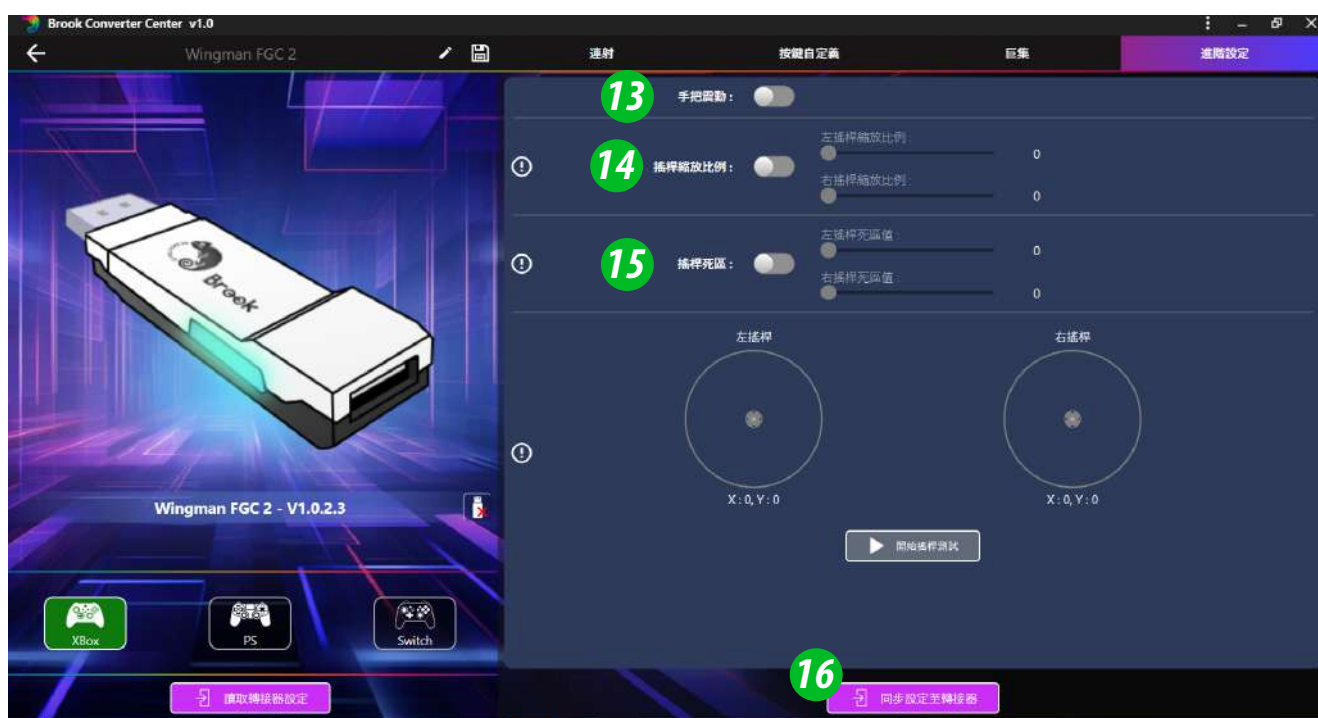 Brook Converter Center v1.0
Wingman FGC 2
連射
按鍵自定義
巨集
進階設定
13
手把震動：
14
搖桿縮放比例：
左搖桿縮放比例：
0
右搖桿縮放比例：
0
15
搖桿死區：
左搖桿死區值：
0
右搖桿死區值：
0
左搖桿
右搖桿
X : 0, Y : 0
X : 0, Y : 0
開始搖桿測試
Brook
Wingman FGC 2 - V1.0.2.3
XBox
PS
Switch
讀取轉接器設定
16
同步設定至轉接器